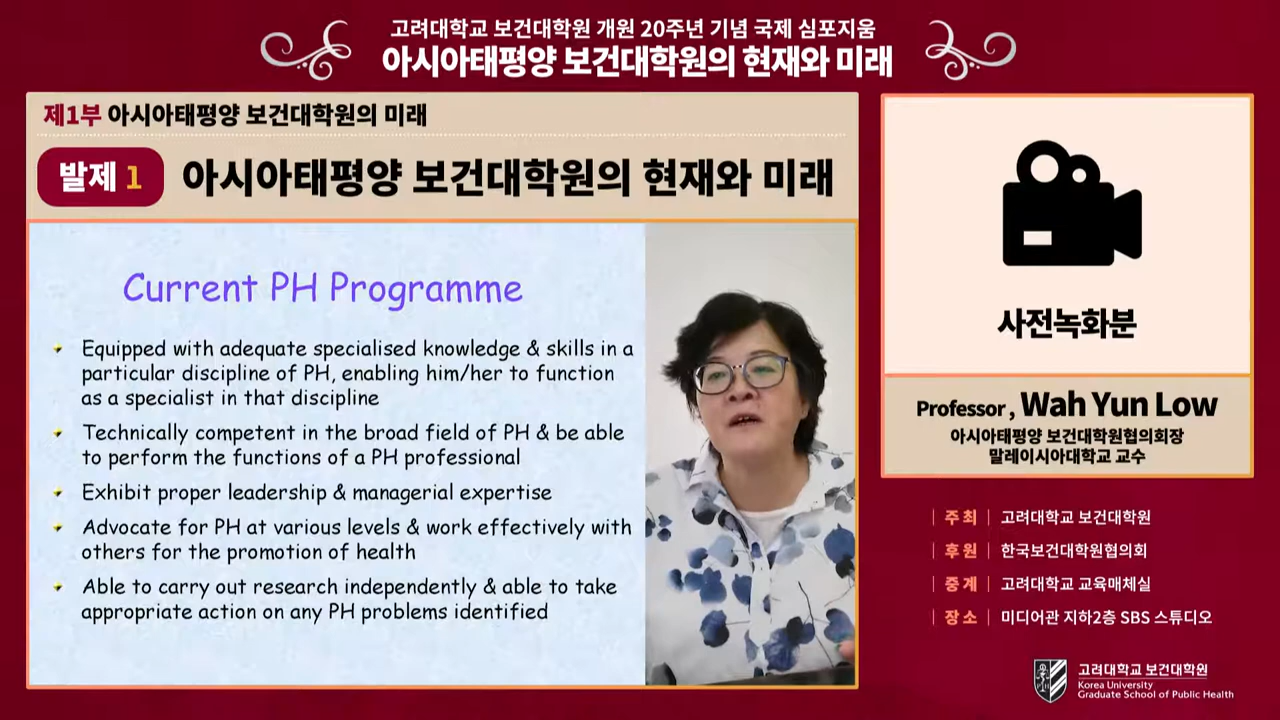 고려대학교 보건대학원 개원 20주년 기념 국제 심포지움
아시아태평양 보건대학원의 현재와 미래
제1부 아시아태평양 보건대학원의 미래
발제 1 아시아태평양 보건대학원의 현재와 미래
Current PH Programme
Equipped with adequate specialised knowledge & skills in a
particular discipline of PH, enabling him/her to function
as a specialist in that discipline
Technically competent in the broad field of PH & be able
to perform the functions of a PH professional
Exhibit proper leadership & managerial expertise
Advocate for PH at various levels & work effectively with
others for the promotion of health
Able to carry out research independently & able to take
appropriate action on any PH problems identified
사전녹화분
Professor , Wah Yun Low
아시아태평양 보건대학원협의회장
말레이시아대학교 교수
| 주최 | 고려대학교 보건대학원
| 후원 | 한국보건대학원협의회
| 중계 | 고려대학교 교육매체실
| 장소 | 미디어관 지하2층 SBS 스튜디오
고려대학교 보건대학원
Korea University
Graduate School of Public Health